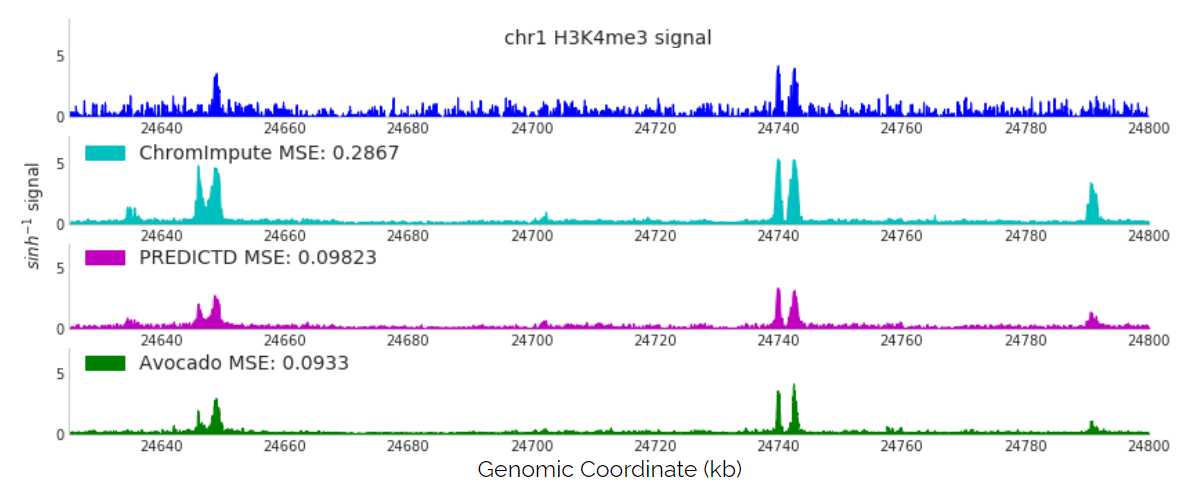 chr1 H3K4me3 signal
5
0
24640 24660 24680 24700 24720 24740 24760 24780 24800
ChromImpute MSE: 0.2867
5
0
24640 24660 24680 24700 24720 24740 24760 24780 24800
sinh⁻¹ signal
PREDICTD MSE: 0.09823
5
0
24640 24660 24680 24700 24720 24740 24760 24780 24800
Avocado MSE: 0.0933
5
0
24640 24660 24680 24700 24720 24740 24760 24780 24800
Genomic Coordinate (kb)